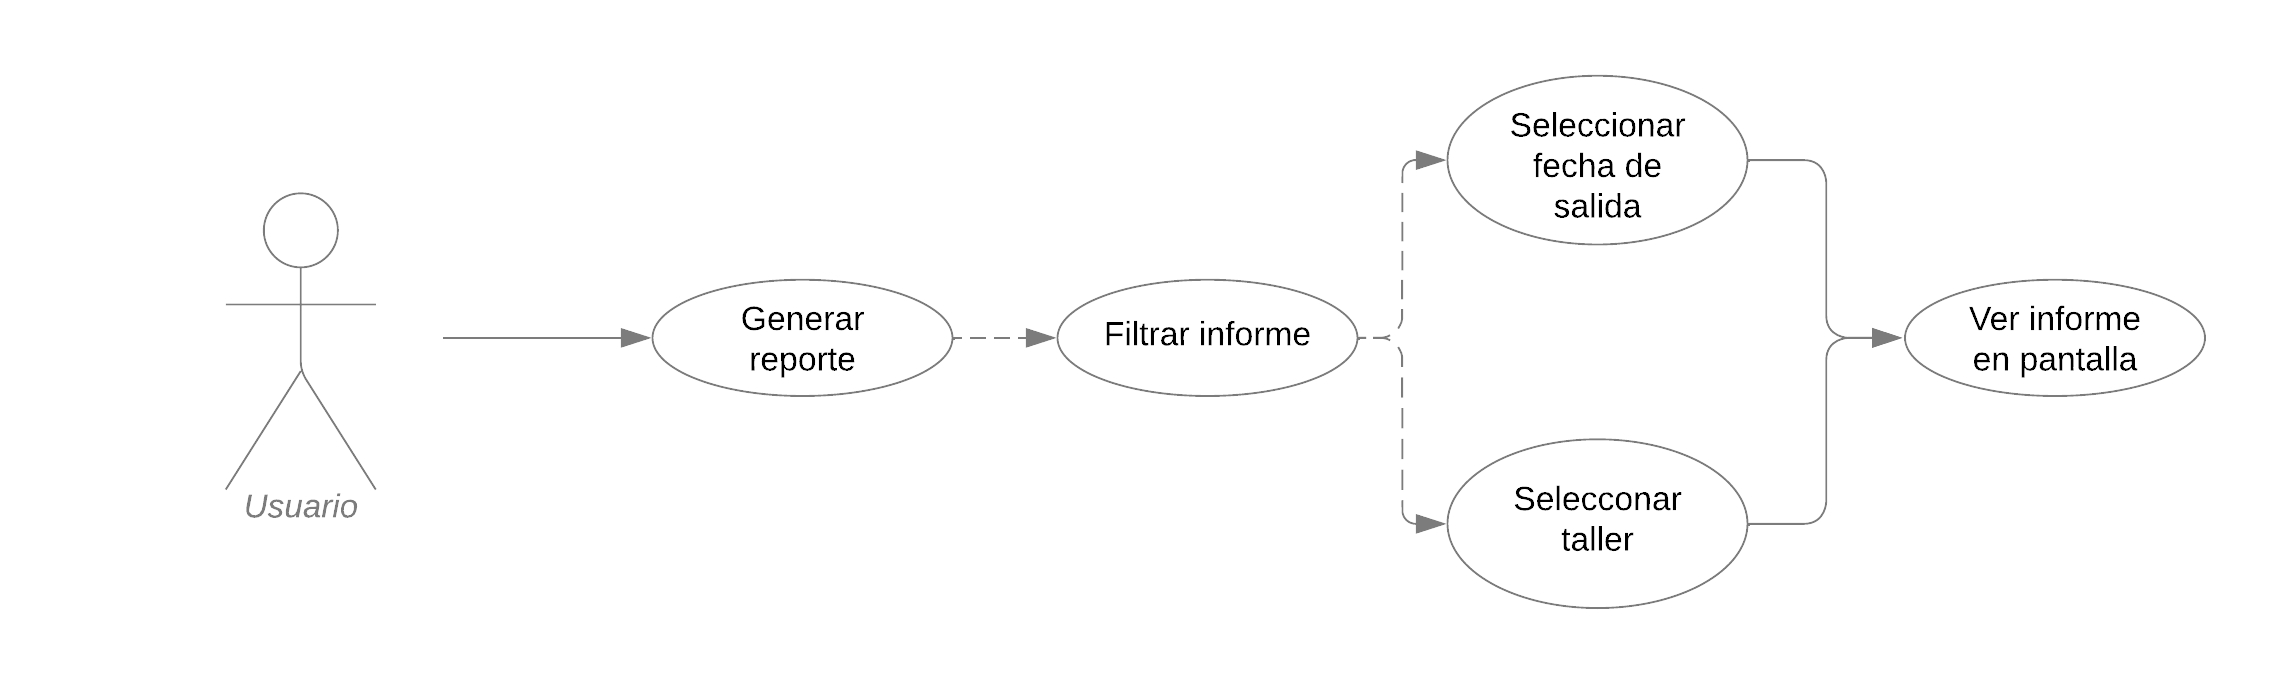 Usuario
Generar
reporte
Filtrar informe
Seleccionar
fecha de
salida
Selecconar
taller
Ver informe
en pantalla